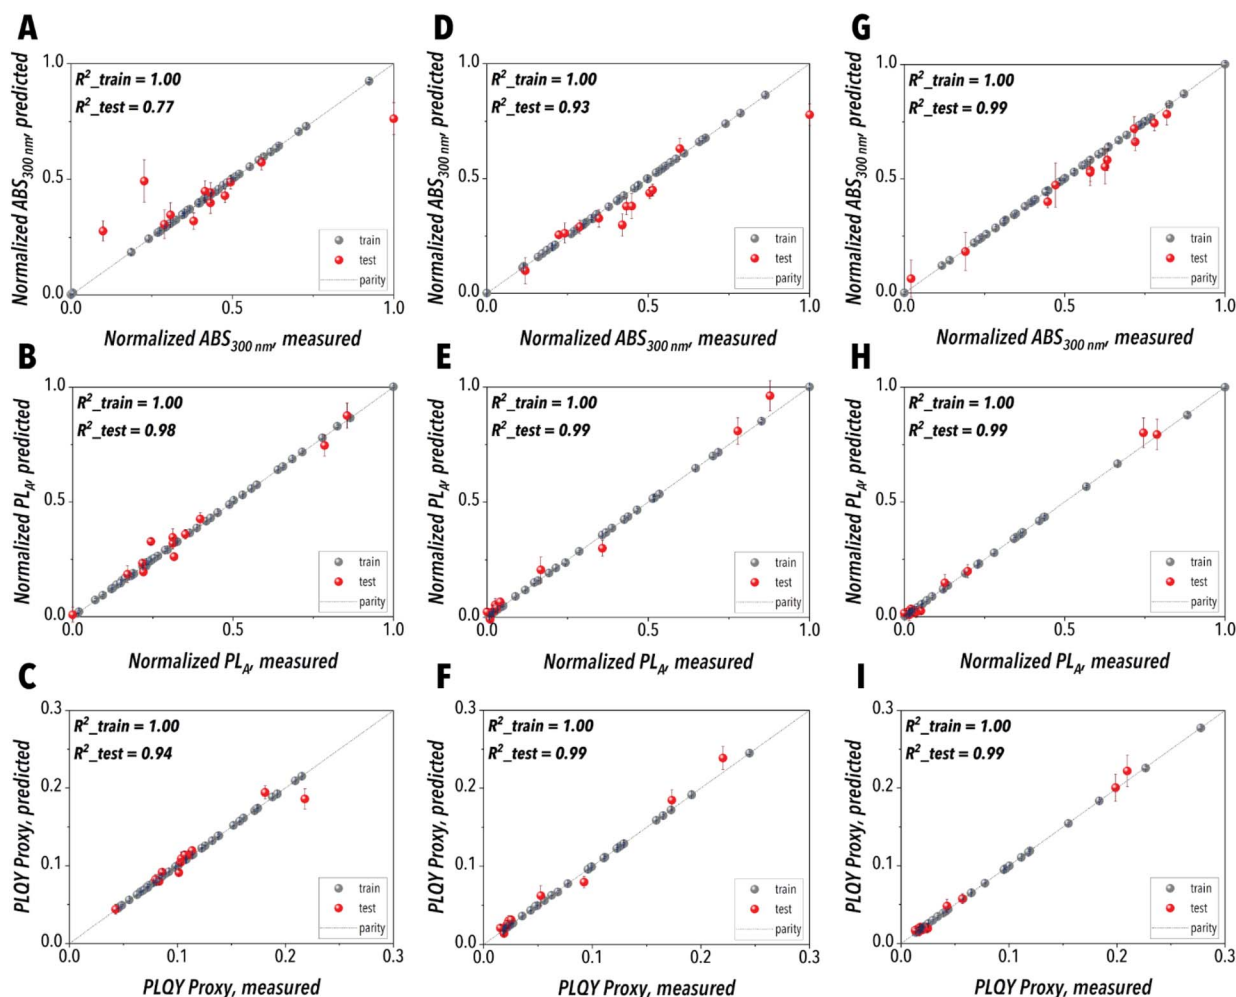 A
Normalized ABS300 nm, predicted
1.0
0.5
0.0
R²_train = 1.00
R²_test = 0.77
train
test
parity
0.0 0.5 1.0
Normalized ABS300 nm, measured
D
Normalized ABS300 nm, predicted
1.0
0.5
0.0
R²_train = 1.00
R²_test = 0.93
train
test
parity
0.0 0.5 1.0
Normalized ABS300 nm, measured
G
Normalized ABS300 nm, predicted
1.0
0.5
0.0
R²_train = 1.00
R²_test = 0.99
train
test
parity
0.0 0.5 1.0
Normalized ABS300 nm, measured
B
Normalized PLA, predicted
1.0
0.5
0.0
R²_train = 1.00
R²_test = 0.98
train
test
parity
0.0 0.5 1.0
Normalized PLA, measured
E
Normalized PLA, predicted
1.0
0.5
0.0
R²_train = 1.00
R²_test = 0.99
train
test
parity
0.0 0.5 1.0
Normalized PLA, measured
H
Normalized PLA, predicted
1.0
0.5
0.0
R²_train = 1.00
R²_test = 0.99
train
test
parity
0.0 0.5 1.0
Normalized PLA, measured
C
PLQY Proxy, predicted
0.3
0.2
0.1
0.0
R²_train = 1.00
R²_test = 0.94
train
test
parity
0.0 0.1 0.2 0.3
PLQY Proxy, measured
F
PLQY Proxy, predicted
0.3
0.2
0.1
0.0
R²_train = 1.00
R²_test = 0.99
train
test
parity
0.0 0.1 0.2 0.3
PLQY Proxy, measured
I
PLQY Proxy, predicted
0.3
0.2
0.1
0.0
R²_train = 1.00
R²_test = 0.99
train
test
parity
0.0 0.1 0.2 0.3
PLQY Proxy, measured